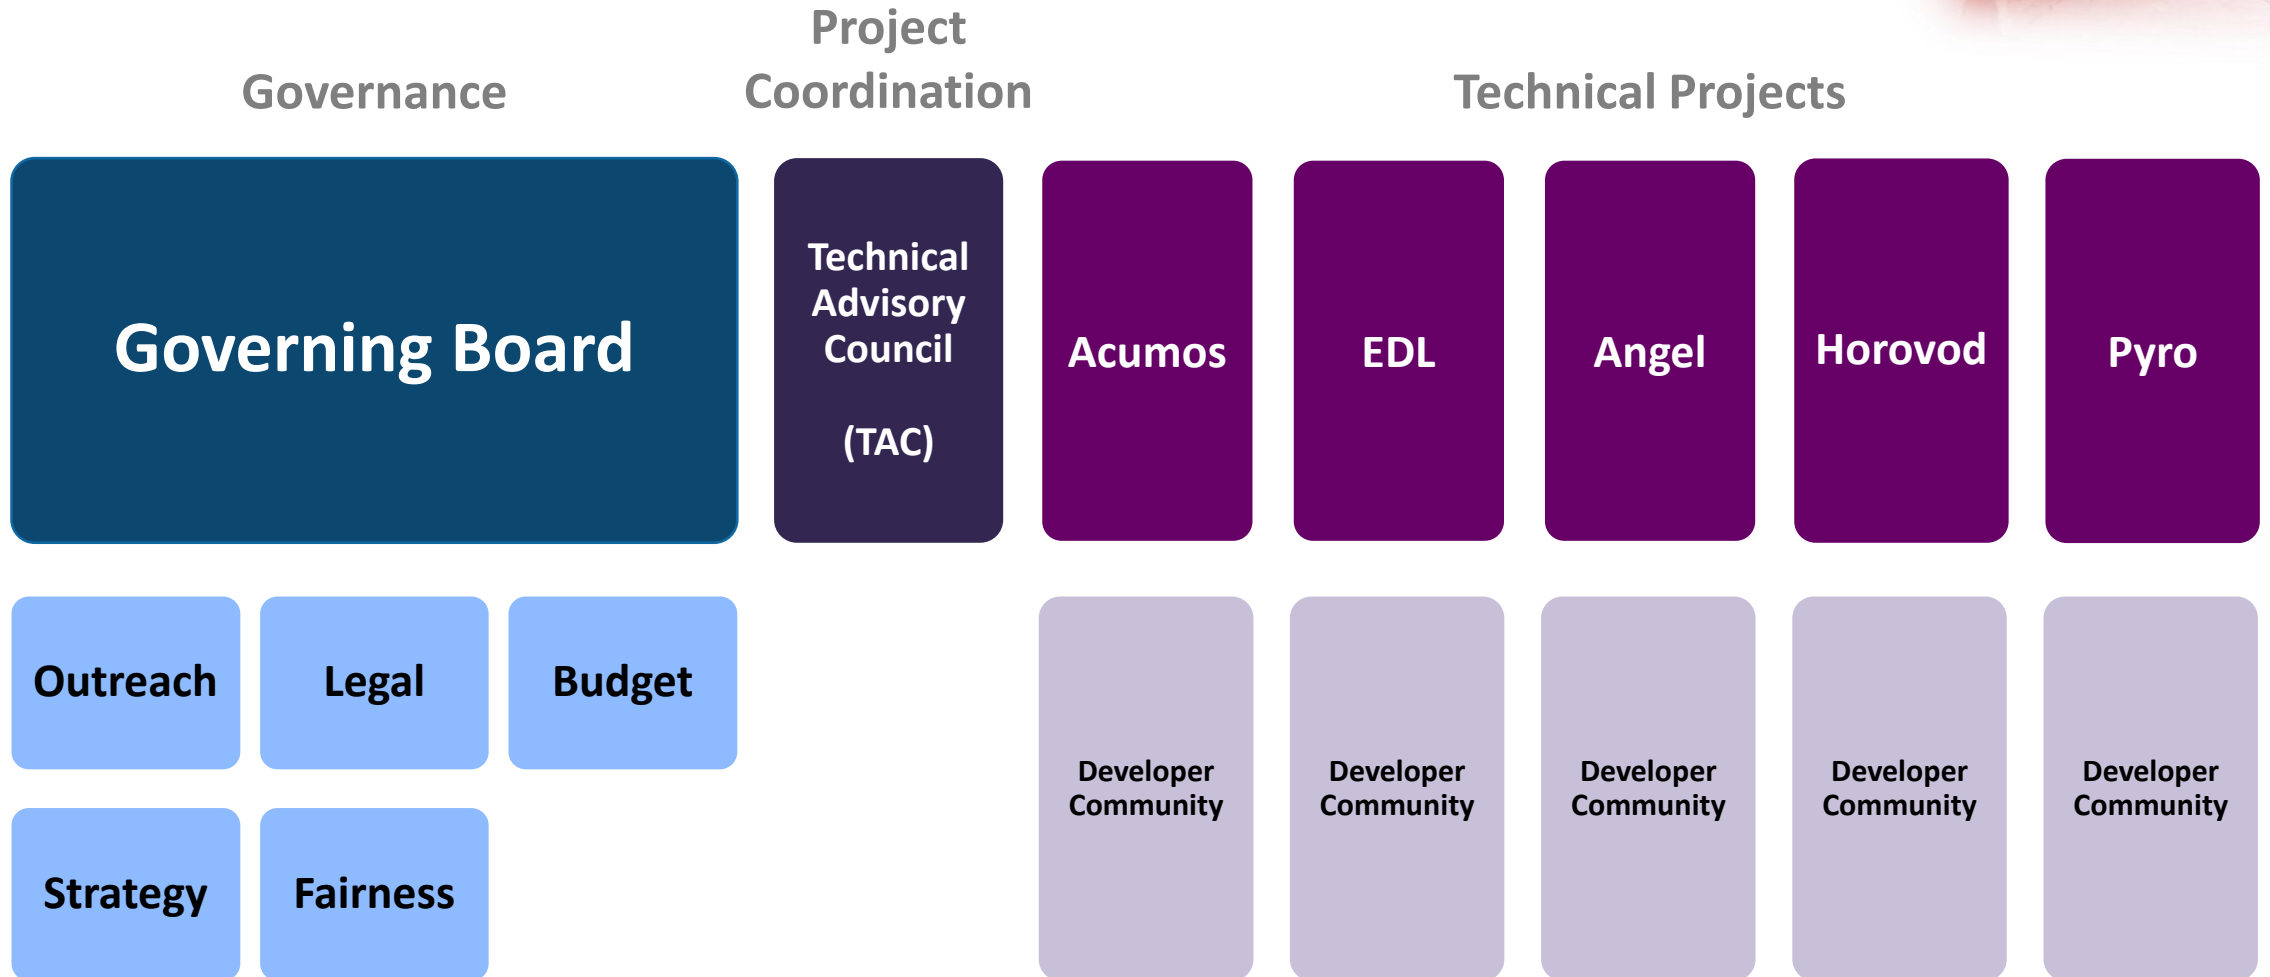 Governance
Project
Coordination
Technical Projects
Governing Board
Technical
Advisory
Council
(TAC)
Acumos
EDL
Angel
Horovod
Pyro
Outreach
Legal
Budget
Strategy
Fairness
Developer
Community
Developer
Community
Developer
Community
Developer
Community
Developer
Community